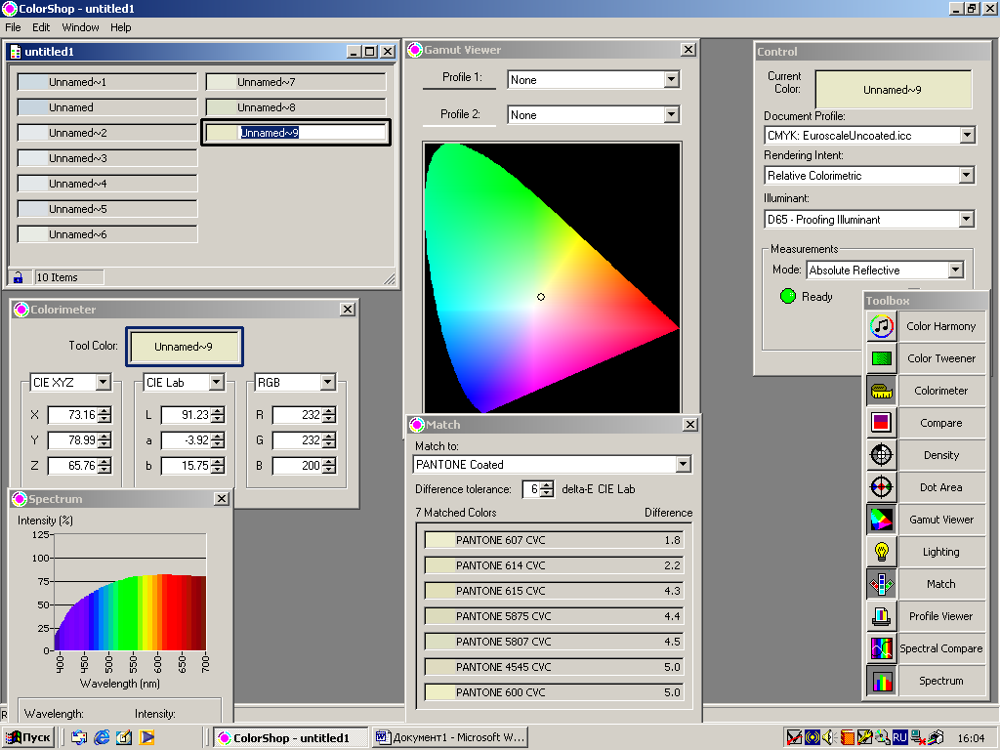 ColorShop - untitled1
File Edit Window Help
untitled1
Unnamed~1
Unnamed
Unnamed~2
Unnamed~3
Unnamed~4
Unnamed~5
Unnamed~6
Unnamed~7
Unnamed~8
Unnamed~9
10 Items
Gamut Viewer
Profile 1: None
Profile 2: None
Control
Current Color: Unnamed~9
Document Profile:
CMYK: EuroscaleUncoated.icc
Rendering Intent:
Relative Colorimetric
Illuminant:
D65 - Proofing Illuminant
Measurements
Mode: Absolute Reflective
Ready
Colorimeter
Tool Color: Unnamed~9
CIE XYZ CIE Lab RGB
X 73.16 L 91.23 R 232
Y 78.99 a -3.92 G 232
Z 65.76 b 15.75 B 200
Spectrum
Intensity (%)
125
100
75
50
25
0
400 450 500 550 600 650 700
Wavelength (nm)
Wavelength: Intensity:
Match
Match to:
PANTONE Coated
Difference tolerance: 6 delta-E CIE Lab
7 Matched Colors Difference
PANTONE 607 CVC 1.8
PANTONE 614 CVC 2.2
PANTONE 615 CVC 4.3
PANTONE 5875 CVC 4.4
PANTONE 5807 CVC 4.5
PANTONE 4545 CVC 5.0
PANTONE 600 CVC 5.0
Toolbox
Color Harmony
Color Tweener
Colorimeter
Compare
Density
Dot Area
Gamut Viewer
Lighting
Match
Profile Viewer
Spectral Compare
Spectrum
R
Пуск
ColorShop - untitled1
Документ1 - Microsoft W...
RU
16:04